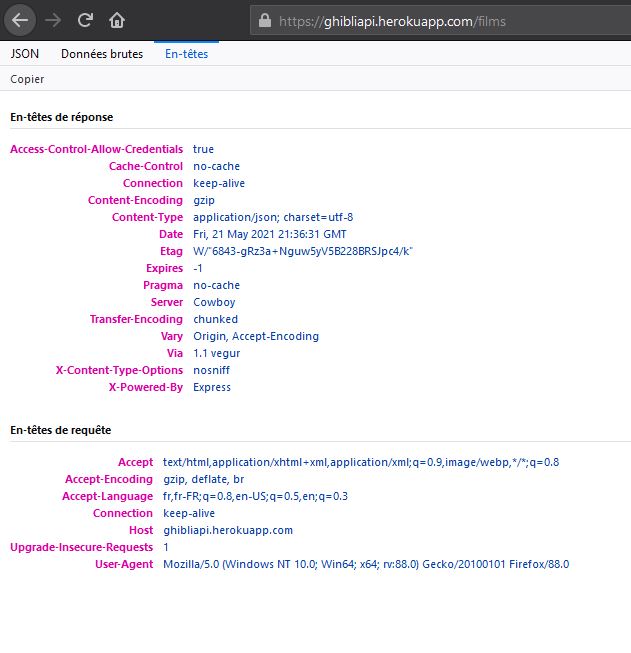 https://ghibliapi.herokuapp.com/films
JSON Données brutes En-têtes
Copier
En-têtes de réponse
Access-Control-Allow-Credentials true
Cache-Control no-cache
Connection keep-alive
Content-Encoding gzip
Content-Type application/json; charset=utf-8
Date Fri, 21 May 2021 21:36:31 GMT
Etag W/"6843-gRz3a+Nguw5yV5B228BRSJpc4/k"
Expires -1
Pragma no-cache
Server Cowboy
Transfer-Encoding chunked
Vary Origin, Accept-Encoding
Via 1.1 vegur
X-Content-Type-Options nosniff
X-Powered-By Express
En-têtes de requête
Accept text/html,application/xhtml+xml,application/xml;q=0.9,image/webp,*/*;q=0.8
Accept-Encoding gzip, deflate, br
Accept-Language fr,fr-FR;q=0.8,en-US;q=0.5,en;q=0.3
Connection keep-alive
Host ghibliapi.herokuapp.com
Upgrade-Insecure-Requests 1
User-Agent Mozilla/5.0 (Windows NT 10.0; Win64; x64; rv:88.0) Gecko/20100101 Firefox/88.0